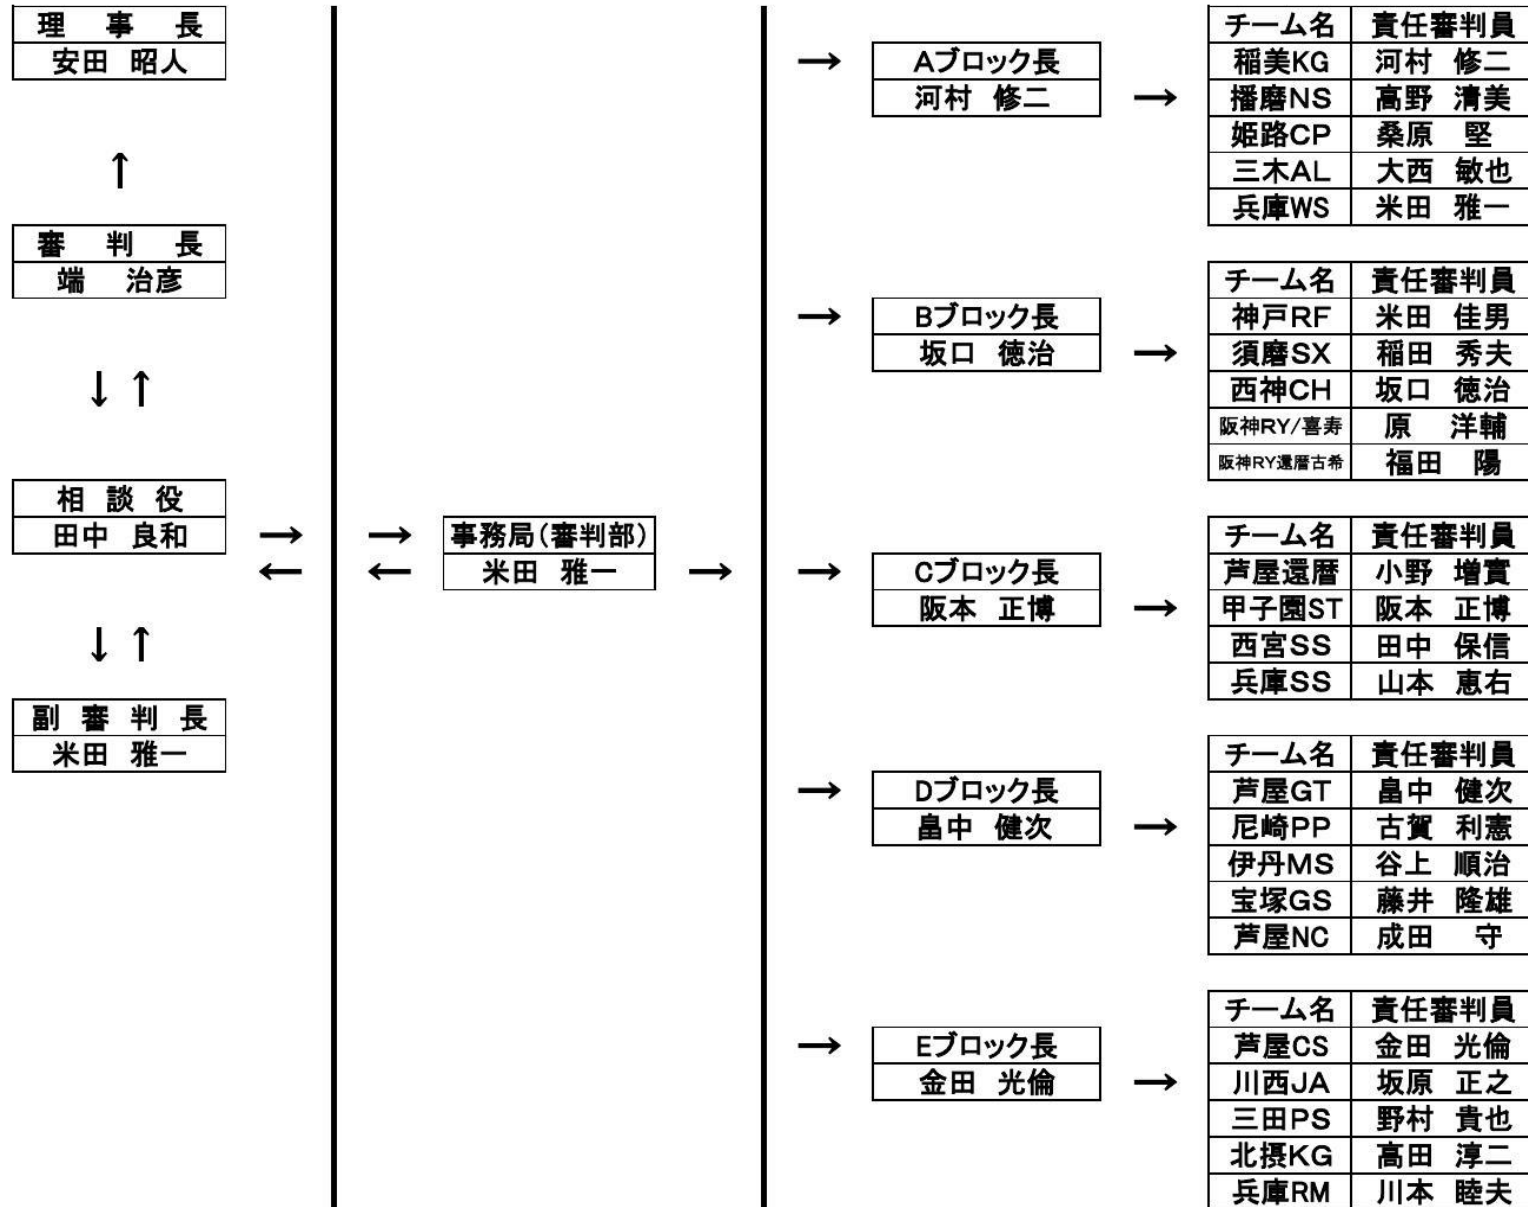 理 事 長
安田 昭人
↑
審 判 長
端 治彦
↓ ↑
相 談 役
田中 良和
→
←
↓ ↑
副 審 判 長
米田 雅一
→
←
事務局(審判部)
米田 雅一
→
→
Aブロック長
河村 修二
→
チーム名 責任審判員
稲美KG 河村 修二
播磨NS 高野 清美
姫路CP 桑原 堅
三木AL 大西 敏也
兵庫WS 米田 雅一
→
Bブロック長
坂口 徳治
→
チーム名 責任審判員
神戸RF 米田 佳男
須磨SX 稲田 秀夫
西神CH 坂口 徳治
阪神RY/喜寿 原 洋輔
阪神RY還暦古希 福田 陽
→
Cブロック長
阪本 正博
→
チーム名 責任審判員
芦屋還暦 小野 増實
甲子園ST 阪本 正博
西宮SS 田中 保信
兵庫SS 山本 恵右
→
Dブロック長
畠中 健次
→
チーム名 責任審判員
芦屋GT 畠中 健次
尼崎PP 古賀 利憲
伊丹MS 谷上 順治
宝塚GS 藤井 隆雄
芦屋NC 成田 守
→
Eブロック長
金田 光倫
→
チーム名 責任審判員
芦屋CS 金田 光倫
川西JA 坂原 正之
三田PS 野村 貴也
北摂KG 高田 淳二
兵庫RM 川本 睦夫